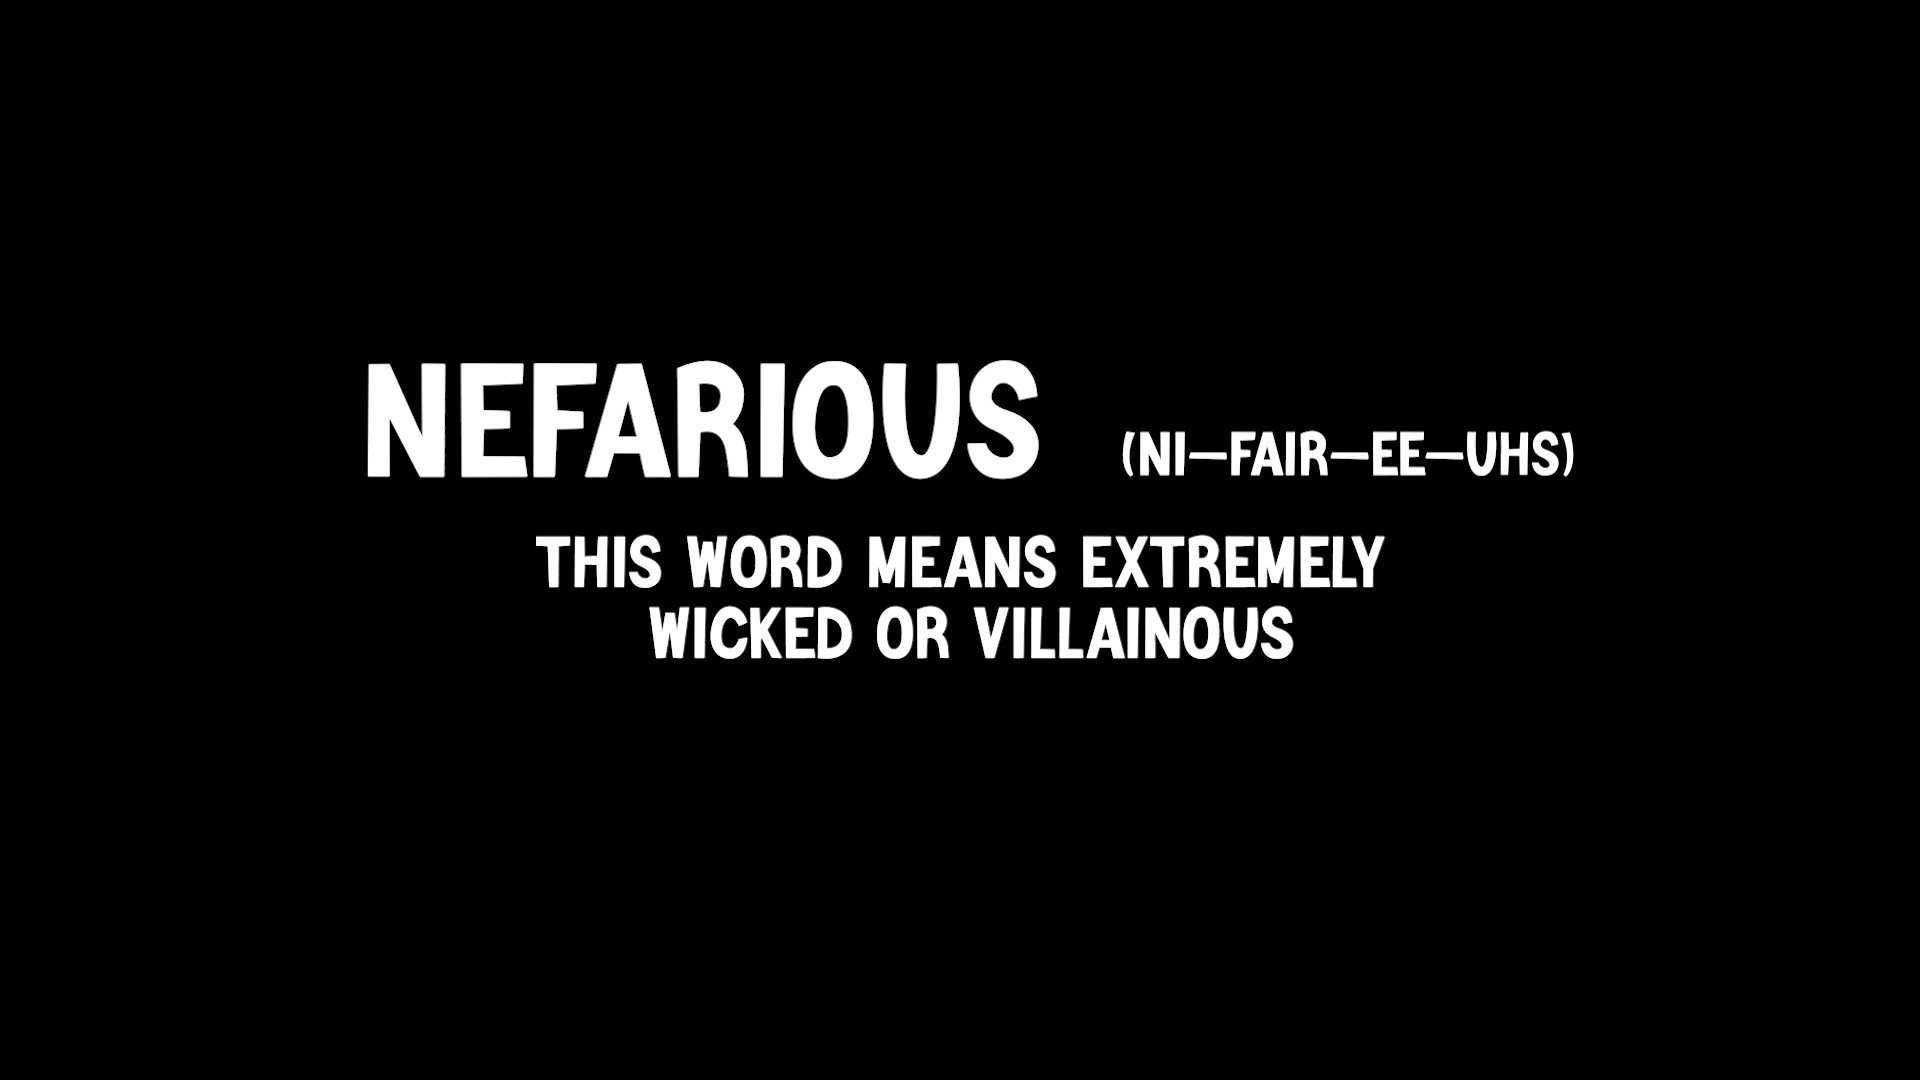 NEFARIOUS (NI–FAIR–EE–UHS)
THIS WORD MEANS EXTREMELY
WICKED OR VILLAINOUS